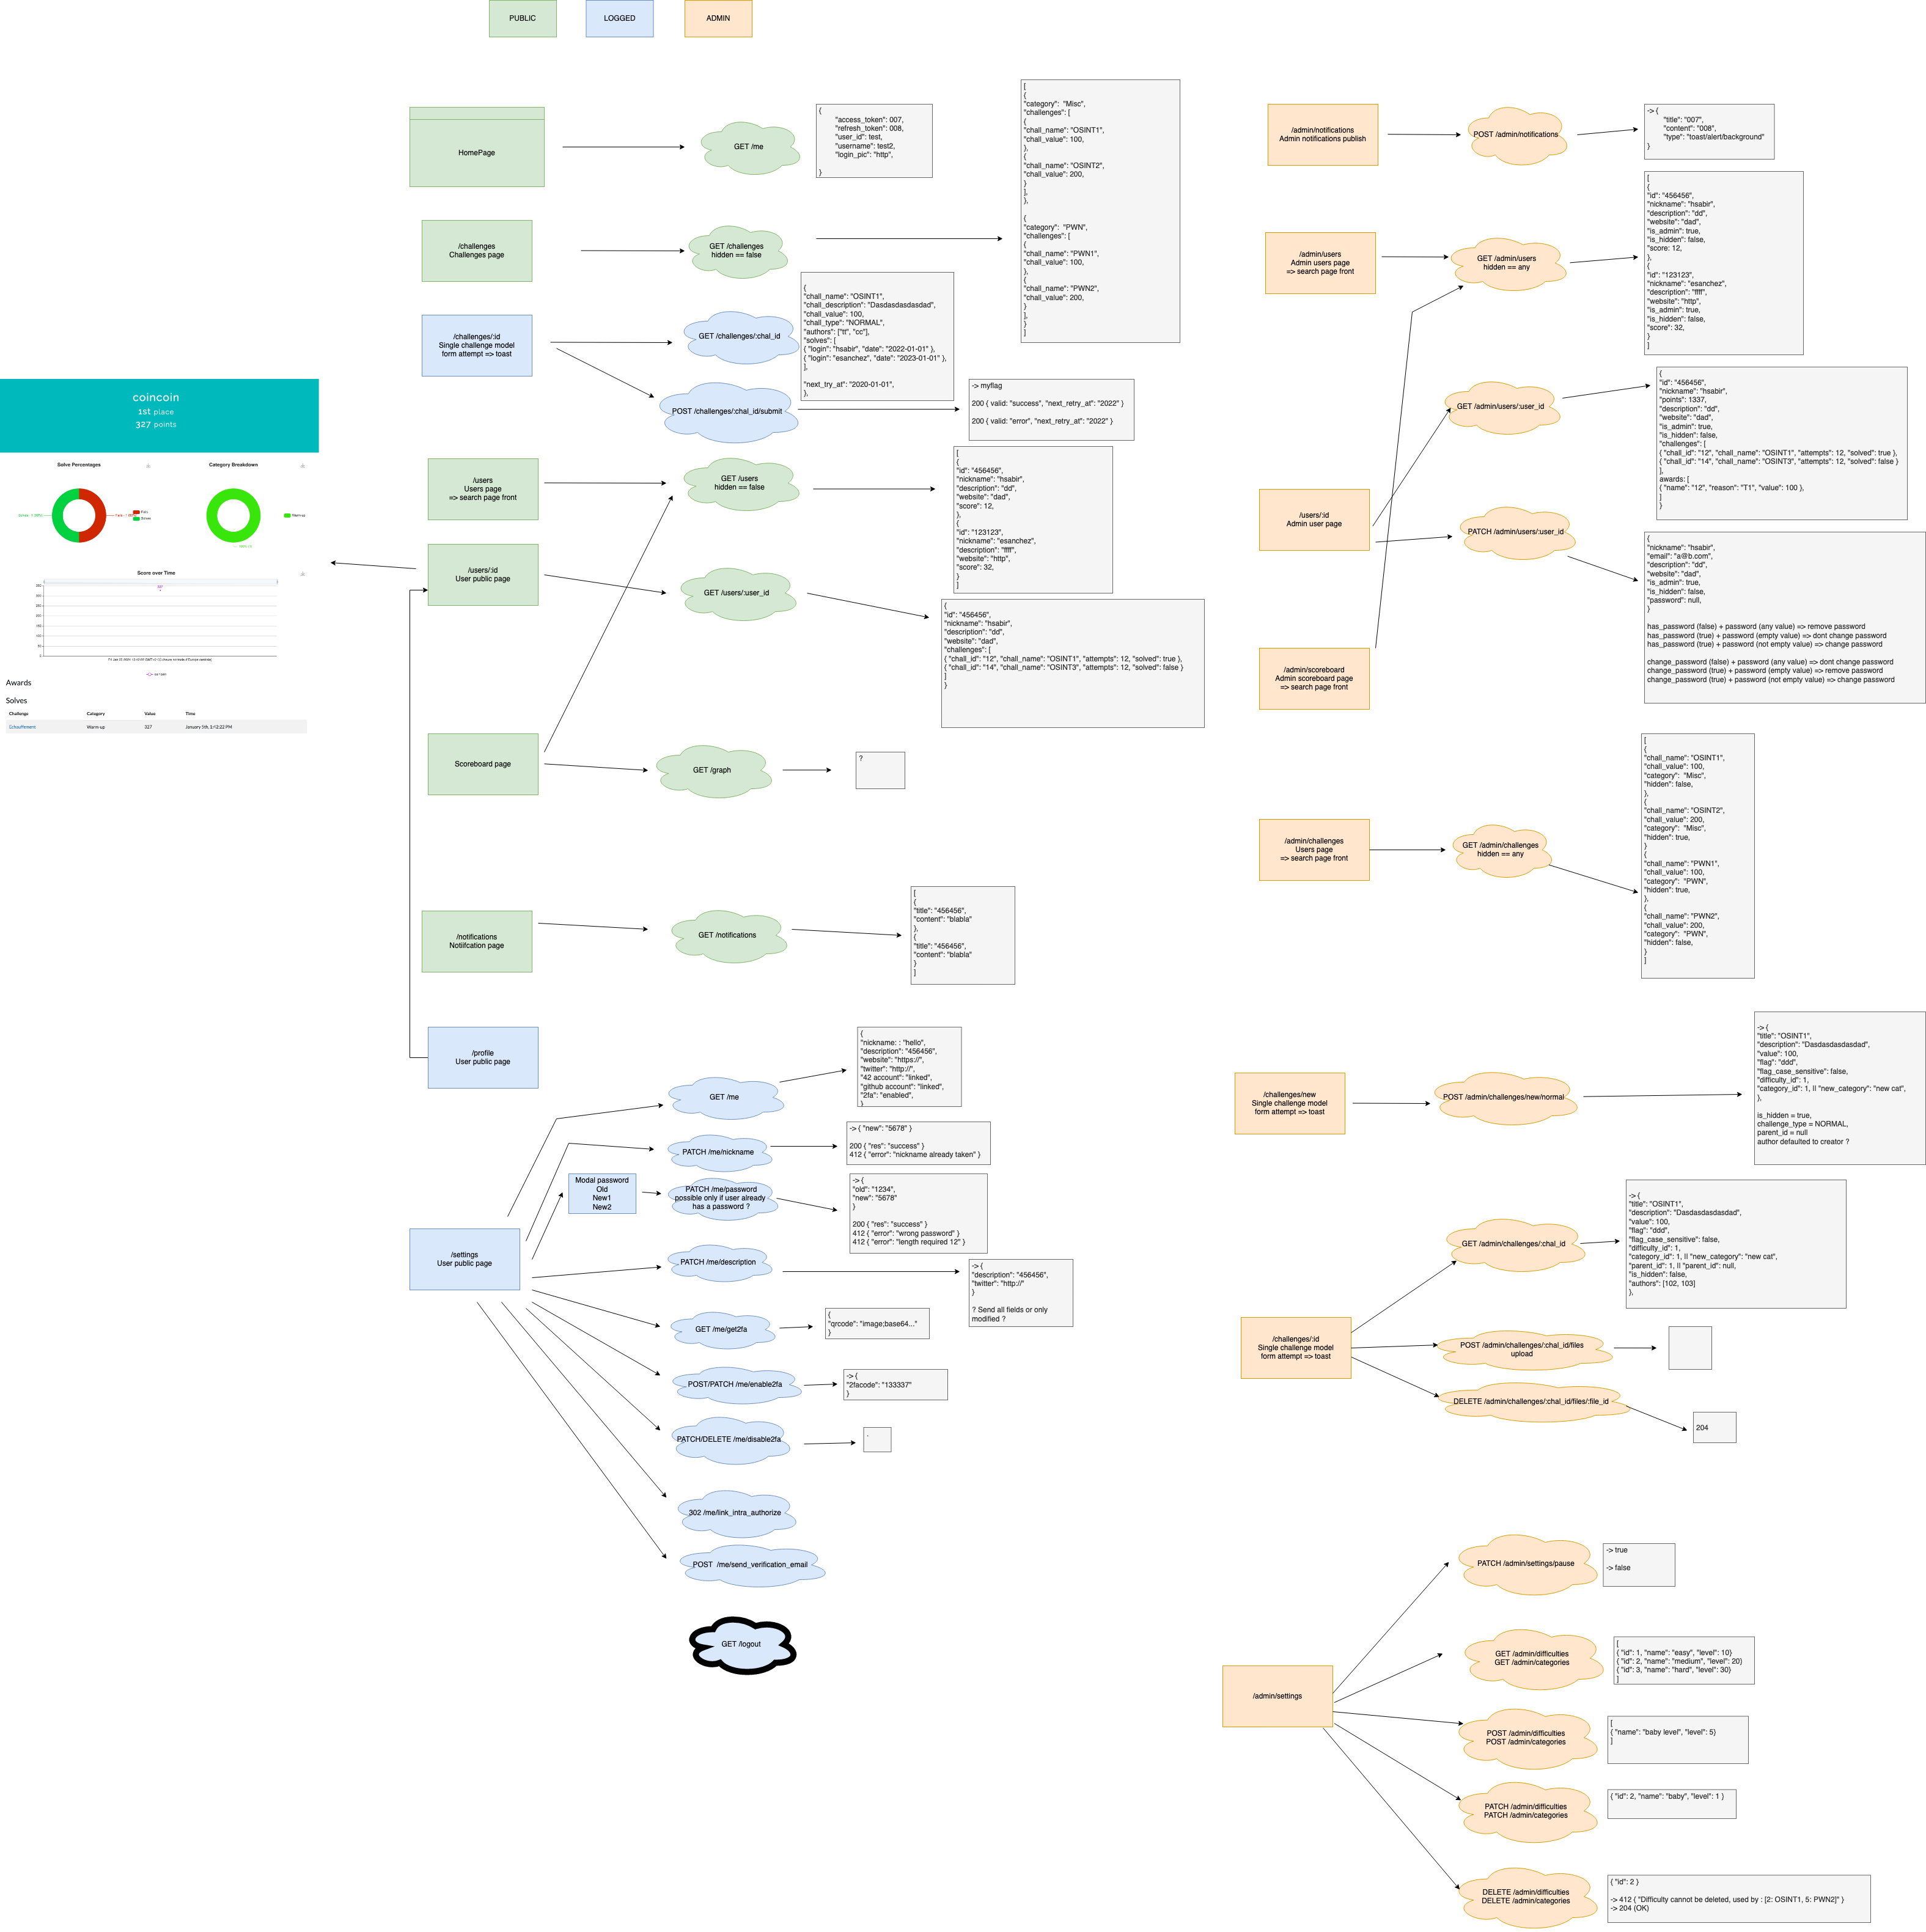 PUBLIC
LOGGED
ADMIN
HomePage
GET /me
{
"access_token": 007,
"refresh_token": 008,
"user_id": test,
"username": test2,
"login_pic": "http",
}
/challenges
Challenges page
GET /challenges
hidden == false
[
{
"category":  "Misc",
"challenges": [
{
"chall_name": "OSINT1",
"chall_value": 100,
},
{
"chall_name": "OSINT2",
"chall_value": 200,
}
],
},
{
"category":  "PWN",
"challenges": [
{
"chall_name": "PWN1",
"chall_value": 100,
},
{
"chall_name": "PWN2",
"chall_value": 200,
}
],
}
]
/challenges/:id
Single challenge model
form attempt => toast
GET /challenges/:chal_id
{
"chall_name": "OSINT1",
"chall_description": "Dasdasdasdasdad",
"chall_value": 100,
"chall_type": "NORMAL",
"authors": ["tt", "cc"],
"solves": [
{ "login": "hsabir", "date": "2022-01-01" },
{ "login": "esanchez", "date": "2023-01-01" },
],
"next_try_at": "2020-01-01",
},
POST /challenges/:chal_id/submit
-> myflag
200 { valid: "success", "next_retry_at": "2022" }
200 { valid: "error", "next_retry_at": "2022" }
coincoin
1st place
327 points
Solve Percentages
Category Breakdown
Fails
Solves
Warm-up
Score over Time
Awards
Solves
Challenge
Category
Value
Time
Echauffement
Warm-up
327
January 5th, 1:12:22 PM
/users
Users page
=> search page front
GET /users
hidden == false
[
{
"id": "456456",
"nickname": "hsabir",
"description": "dd",
"website": "dad",
"score": 12,
},
{
"id": "123123",
"nickname": "esanchez",
"description": "ffff",
"website": "http",
"score": 32,
}
]
/users/:id
User public page
GET /users/:user_id
{
"id": "456456",
"nickname": "hsabir",
"description": "dd",
"website": "dad",
"challenges": [
{ "chall_id": "12", "chall_name": "OSINT1", "attempts": 12, "solved": true },
{ "chall_id": "14", "chall_name": "OSINT3", "attempts": 12, "solved": false }
]
}
Scoreboard page
GET /graph
?
/notifications
Notiifcation page
GET /notifications
[
{
"title": "456456",
"content": "blabla"
},
{
"title": "456456",
"content": "blabla"
}
]
/profile
User public page
GET /me
{
"nickname: : "hello",
"description": "456456",
"website": "https://",
"twitter": "http://",
"42 account": "linked",
"github account": "linked",
"2fa": "enabled",
}
PATCH /me/nickname
-> { "new": "5678" }
200 { "res": "success" }
412 { "error": "nickname already taken" }
Modal password
Old
New1
New2
PATCH /me/password
possible only if user already
has a password ?
-> {
"old": "1234",
"new": "5678"
}
200 { "res": "success" }
412 { "error": "wrong password" }
412 { "error": "length required 12" }
/settings
User public page
PATCH /me/description
-> {
"description": "456456",
"twitter": "http://"
}
? Send all fields or only
modified ?
GET /me/get2fa
{
"qrcode": "image;base64..."
}
POST/PATCH /me/enable2fa
-> {
"2facode": "133337"
}
PATCH/DELETE /me/disable2fa
.
302 /me/link_intra_authorize
POST  /me/send_verification_email
GET /logout
/admin/notifications
Admin notifications publish
POST /admin/notifications
-> {
"title": "007",
"content": "008",
"type": "toast/alert/background"
}
/admin/users
Admin users page
=> search page front
GET /admin/users
hidden == any
[
{
"id": "456456",
"nickname": "hsabir",
"description": "dd",
"website": "dad",
"is_admin": true,
"is_hidden": false,
"score: 12,
},
{
"id": "123123",
"nickname": "esanchez",
"description": "ffff",
"website": "http",
"is_admin": true,
"is_hidden": false,
"score": 32,
}
]
GET /admin/users/:user_id
{
"id": "456456",
"nickname": "hsabir",
"points": 1337,
"description": "dd",
"website": "dad",
"is_admin": true,
"is_hidden": false,
"challenges": [
{ "chall_id": "12", "chall_name": "OSINT1", "attempts": 12, "solved": true },
{ "chall_id": "14", "chall_name": "OSINT3", "attempts": 12, "solved": false }
],
awards: [
{ "name": "12", "reason": "T1", "value": 100 },
]
}
/users/:id
Admin user page
PATCH /admin/users/:user_id
{
"nickname": "hsabir",
"email": "a@b.com",
"description": "dd",
"website": "dad",
"is_admin": true,
"is_hidden": false,
"password": null,
}
has_password (false) + password (any value) => remove password
has_password (true) + password (empty value) => dont change password
has_password (true) + password (not empty value) => change password
change_password (false) + password (any value) => dont change password
change_password (true) + password (empty value) => remove password
change_password (true) + password (not empty value) => change password
/admin/scoreboard
Admin scoreboard page
=> search page front
/admin/challenges
Users page
=> search page front
GET /admin/challenges
hidden == any
[
{
"chall_name": "OSINT1",
"chall_value": 100,
"category":  "Misc",
"hidden": false,
},
{
"chall_name": "OSINT2",
"chall_value": 200,
"category":  "Misc",
"hidden": true,
}
{
"chall_name": "PWN1",
"chall_value": 100,
"category":  "PWN",
"hidden": true,
},
{
"chall_name": "PWN2",
"chall_value": 200,
"category":  "PWN",
"hidden": false,
}
]
/challenges/new
Single challenge model
form attempt => toast
POST /admin/challenges/new/normal
-> {
"title": "OSINT1",
"description": "Dasdasdasdasdad",
"value": 100,
"flag": "ddd",
"flag_case_sensitive": false,
"difficulty_id": 1,
"category_id": 1, || "new_category": "new cat",
},
is_hidden = true,
challenge_type = NORMAL,
parent_id = null
author defaulted to creator ?
GET /admin/challenges/:chal_id
-> {
"title": "OSINT1",
"description": "Dasdasdasdasdad",
"value": 100,
"flag": "ddd",
"flag_case_sensitive": false,
"difficulty_id": 1,
"category_id": 1, || "new_category": "new cat",
"parent_id": 1, || "parent_id": null,
"is_hidden": false,
"authors": [102, 103]
},
/challenges/:id
Single challenge model
form attempt => toast
POST /admin/challenges/:chal_id/files
upload
DELETE /admin/challenges/:chal_id/files/:file_id
204
PATCH /admin/settings/pause
-> true
-> false
GET /admin/difficulties
GET /admin/categories
[
{ "id": 1, "name": "easy", "level": 10}
{ "id": 2, "name": "medium", "level": 20}
{ "id": 3, "name": "hard", "level": 30}
]
/admin/settings
POST /admin/difficulties
POST /admin/categories
[
{ "name": "baby level", "level": 5}
]
PATCH /admin/difficulties
PATCH /admin/categories
{ "id": 2, "name": "baby", "level": 1 }
DELETE /admin/difficulties
DELETE /admin/categories
{ "id": 2 }
-> 412 { "Difficulty cannot be deleted, used by : [2: OSINT1, 5: PWN2]" }
-> 204 (OK)